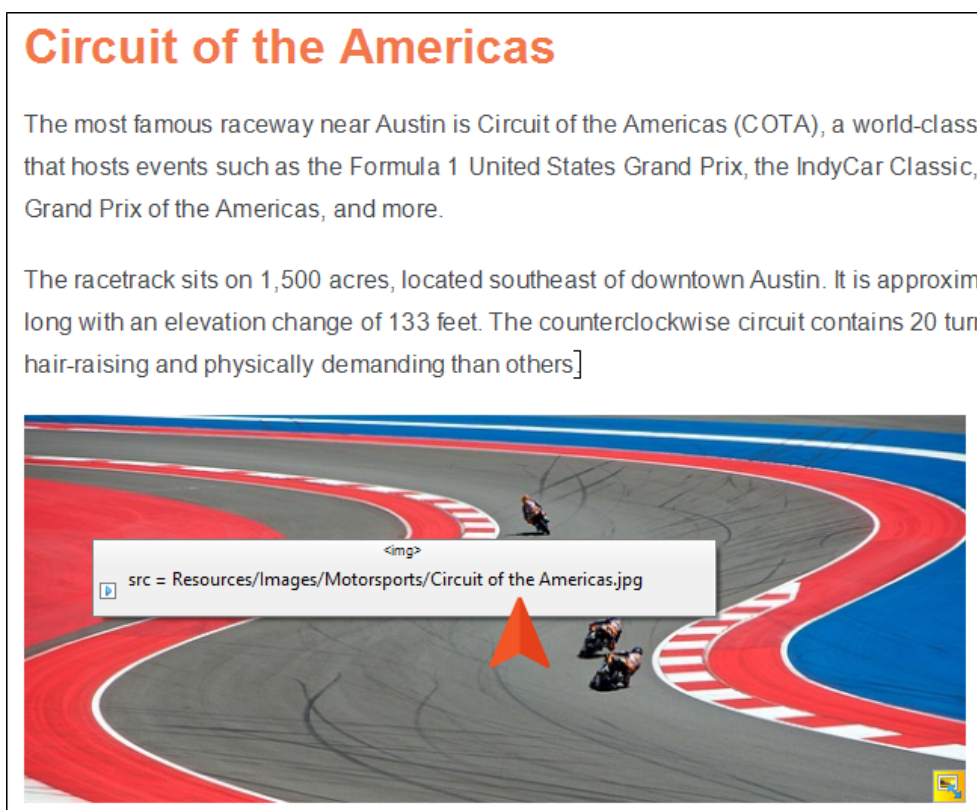 Circuit of the Americas
The most famous raceway near Austin is Circuit of the Americas (COTA), a world-class
that hosts events such as the Formula 1 United States Grand Prix, the IndyCar Classic,
Grand Prix of the Americas, and more.
The racetrack sits on 1,500 acres, located southeast of downtown Austin. It is approxim
long with an elevation change of 133 feet. The counterclockwise circuit contains 20 turn
hair-raising and physically demanding than others
<img>
src = Resources/Images/Motorsports/Circuit of the Americas.jpg